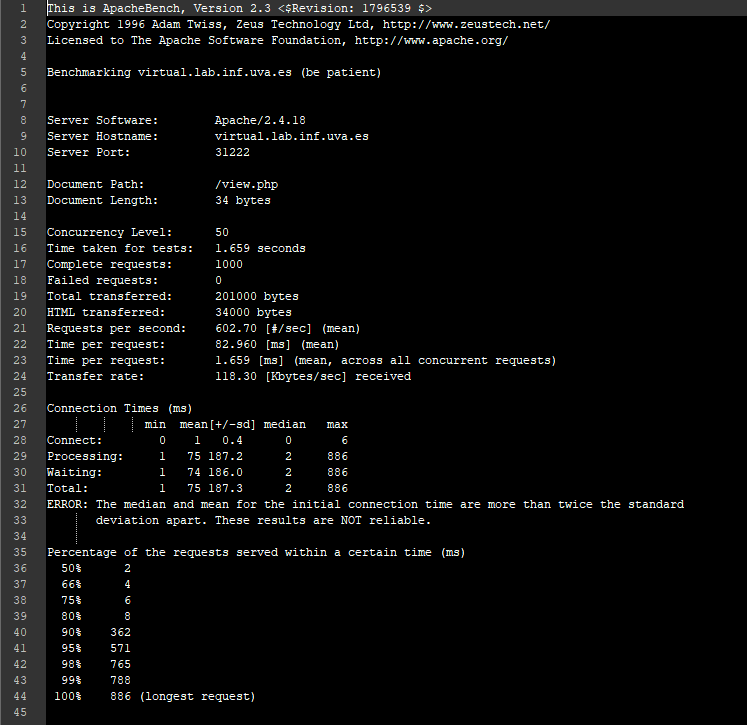 1 This is ApacheBench, Version 2.3 <$Revision: 1796539 $>
2 Copyright 1996 Adam Twiss, Zeus Technology Ltd, http://www.zeustech.net/
3 Licensed to The Apache Software Foundation, http://www.apache.org/
4
5 Benchmarking virtual.lab.inf.uva.es (be patient)
6
7
8 Server Software:        Apache/2.4.18
9 Server Hostname:        virtual.lab.inf.uva.es
10 Server Port:            31222
11
12 Document Path:          /view.php
13 Document Length:        34 bytes
14
15 Concurrency Level:      50
16 Time taken for tests:   1.659 seconds
17 Complete requests:      1000
18 Failed requests:        0
19 Total transferred:      201000 bytes
20 HTML transferred:       34000 bytes
21 Requests per second:    602.70 [#/sec] (mean)
22 Time per request:       82.960 [ms] (mean)
23 Time per request:       1.659 [ms] (mean, across all concurrent requests)
24 Transfer rate:          118.30 [Kbytes/sec] received
25
26 Connection Times (ms)
27               min  mean[+/-sd] median   max
28 Connect:        0    1   0.4      0       6
29 Processing:     1   75 187.2      2     886
30 Waiting:        1   74 186.0      2     886
31 Total:          1   75 187.3      2     886
32 ERROR: The median and mean for the initial connection time are more than twice the standard
33        deviation apart. These results are NOT reliable.
34
35 Percentage of the requests served within a certain time (ms)
36   50%      2
37   66%      4
38   75%      6
39   80%      8
40   90%    362
41   95%    571
42   98%    765
43   99%    788
44  100%    886 (longest request)
45